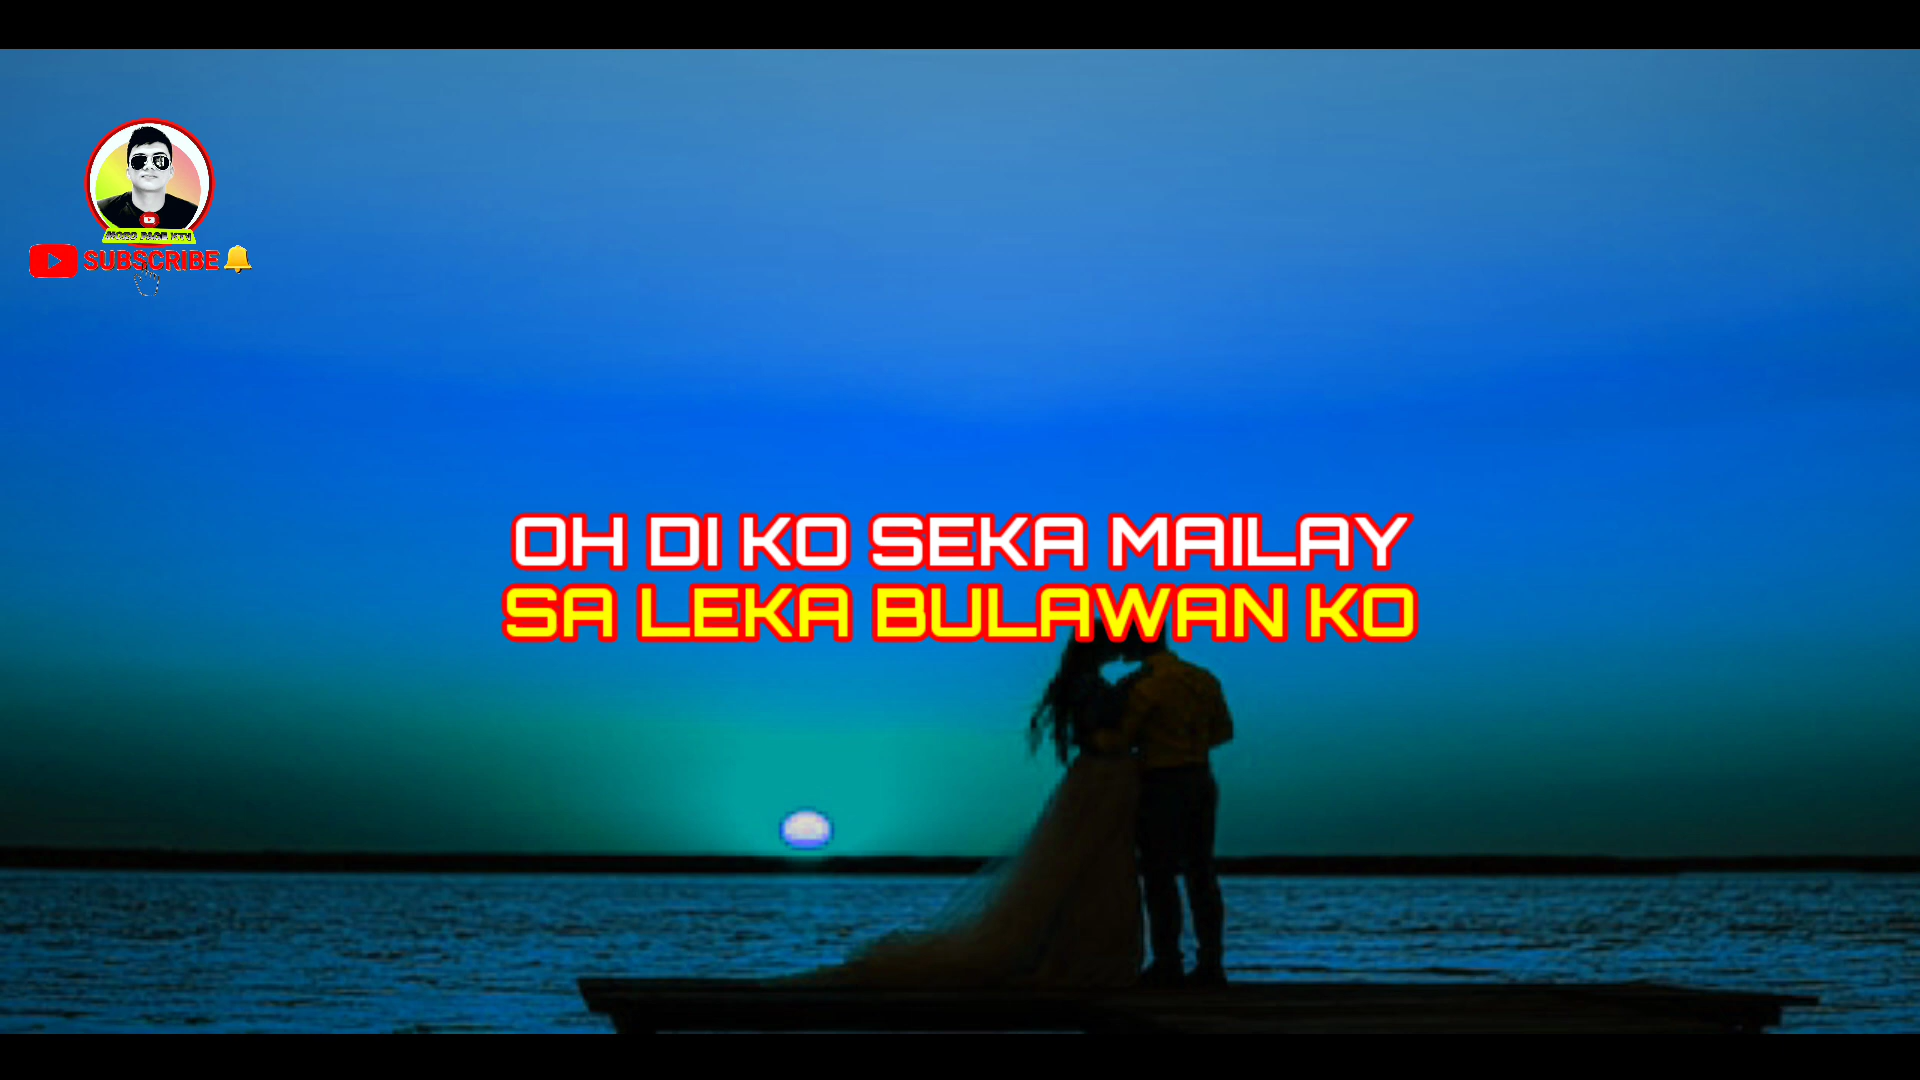 SUBSCRIBE
OH DI KO SEKA MAILAY
SA LEKA BULAWAN KO